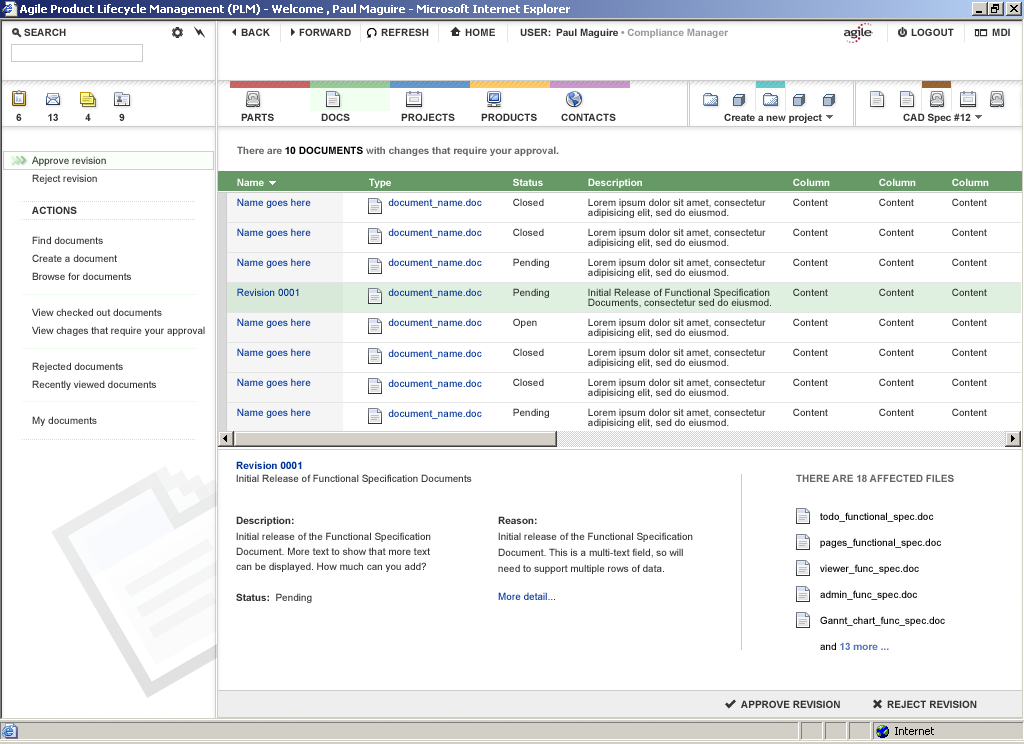 Agile Product Lifecycle Management (PLM) - Welcome , Paul Maguire - Microsoft Internet Explorer
SEARCH
BACK FORWARD REFRESH HOME USER: Paul Maguire • Compliance Manager agile LOGOUT MDI
6 13 4 9
PARTS DOCS PROJECTS PRODUCTS CONTACTS Create a new project CAD Spec #12
Approve revision
Reject revision
ACTIONS
Find documents
Create a document
Browse for documents
View checked out documents
View chages that require your approval
Rejected documents
Recently viewed documents
My documents
There are 10 DOCUMENTS with changes that require your approval.
Name Type Status Description Column Column Column
Name goes here document_name.doc Closed Lorem ipsum dolor sit amet, consectetur Content Content Content
adipisicing elit, sed do eiusmod.
Name goes here document_name.doc Closed Lorem ipsum dolor sit amet, consectetur Content Content Content
adipisicing elit, sed do eiusmod.
Name goes here document_name.doc Pending Lorem ipsum dolor sit amet, consectetur Content Content Content
adipisicing elit, sed do eiusmod.
Revision 0001 document_name.doc Pending Initial Release of Functional Specification Content Content Content
Documents, consectetur sed do eiusmod.
Name goes here document_name.doc Open Lorem ipsum dolor sit amet, consectetur Content Content Content
adipisicing elit, sed do eiusmod.
Name goes here document_name.doc Closed Lorem ipsum dolor sit amet, consectetur Content Content Content
adipisicing elit, sed do eiusmod.
Name goes here document_name.doc Closed Lorem ipsum dolor sit amet, consectetur Content Content Content
adipisicing elit, sed do eiusmod.
Name goes here document_name.doc Pending Lorem ipsum dolor sit amet, consectetur Content Content Content
adipisicing elit, sed do eiusmod.
Revision 0001
Initial Release of Functional Specification Documents
Description:
Initial release of the Functional Specification
Document. More text to show that more text
can be displayed. How much can you add?
Status: Pending
Reason:
Initial release of the Functional Specification
Document. This is a multi-text field, so will
need to support multiple rows of data.
More detail...
THERE ARE 18 AFFECTED FILES
todo_functional_spec.doc
pages_functional_spec.doc
viewer_func_spec.doc
admin_func_spec.doc
Gannt_chart_func_spec.doc
and 13 more ...
APPROVE REVISION REJECT REVISION
Internet